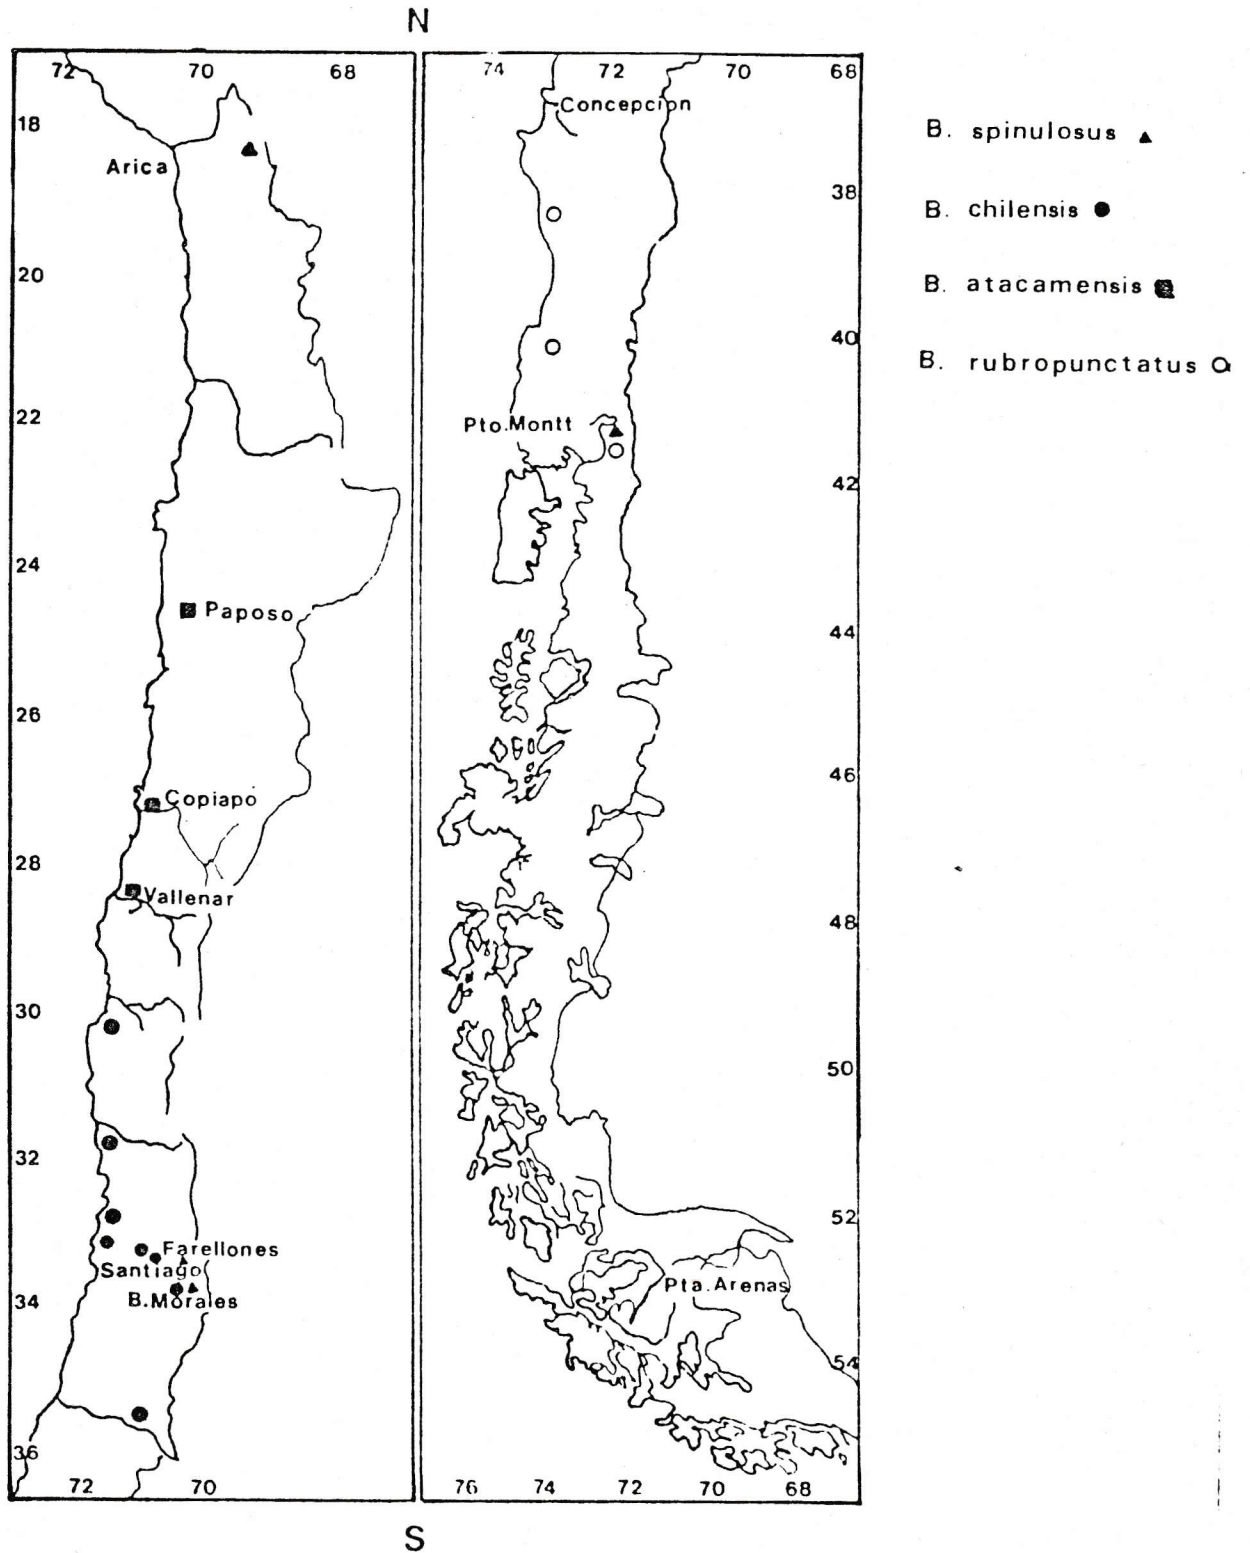 N
72 70 68
18
Arica
20
22
24
Paposo
26
Copiapó
28
Vallenar
30
32
Farellones
Santiago
34
B.Morales
36
72 70
74 72 70 68
Concepcion
38
40
Pto.Montt
42
44
46
48
50
52
Pta.Arenas
54
76 74 72 70 68
S
B. spinulosus
B. chilensis
B. atacamensis
B. rubropunctatus